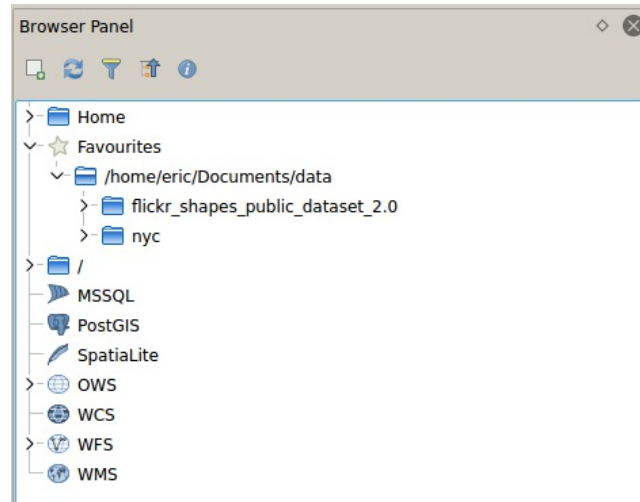 Browser Panel
Home
Favourites
/home/eric/Documents/data
flickr_shapes_public_dataset_2.0
nyc
/
MSSQL
PostGIS
SpatiaLite
OWS
WCS
WFS
WMS